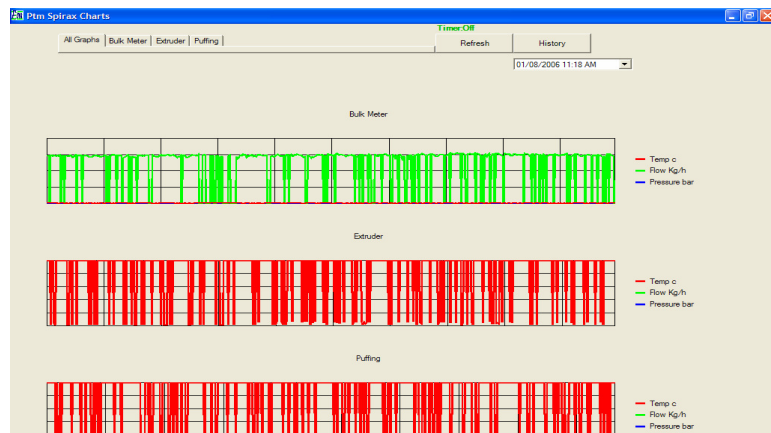 Ptm Spirax Charts
Timer:Off
All Graphs Bulk Meter Extruder Puffing Refresh History
01/08/2006 11:18 AM
Bulk Meter
Temp c
Flow Kg/h
Pressure bar
Extruder
Temp c
Flow Kg/h
Pressure bar
Puffing
Temp c
Flow Kg/h
Pressure bar